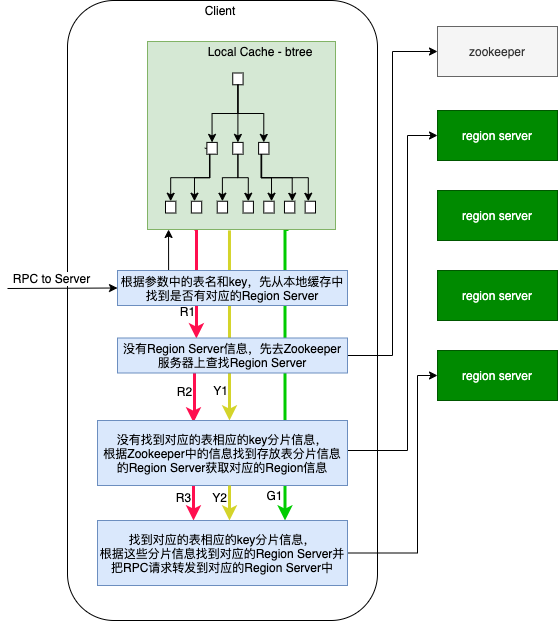 Client
Local Cache - btree
zookeeper
region server
region server
region server
region server
RPC to Server
根据参数中的表名和key，先从本地缓存中
找到是否有对应的Region Server
R1
没有Region Server信息，先去Zookeeper
服务器上查找Region Server
R2
Y1
没有找到对应的表相应的key分片信息，
根据Zookeeper中的信息找到存放表分片信息
的Region Server获取对应的Region信息
R3
Y2
G1
找到对应的表相应的key分片信息，
根据这些分片信息找到对应的Region Server并
把RPC请求转发到对应的Region Server中